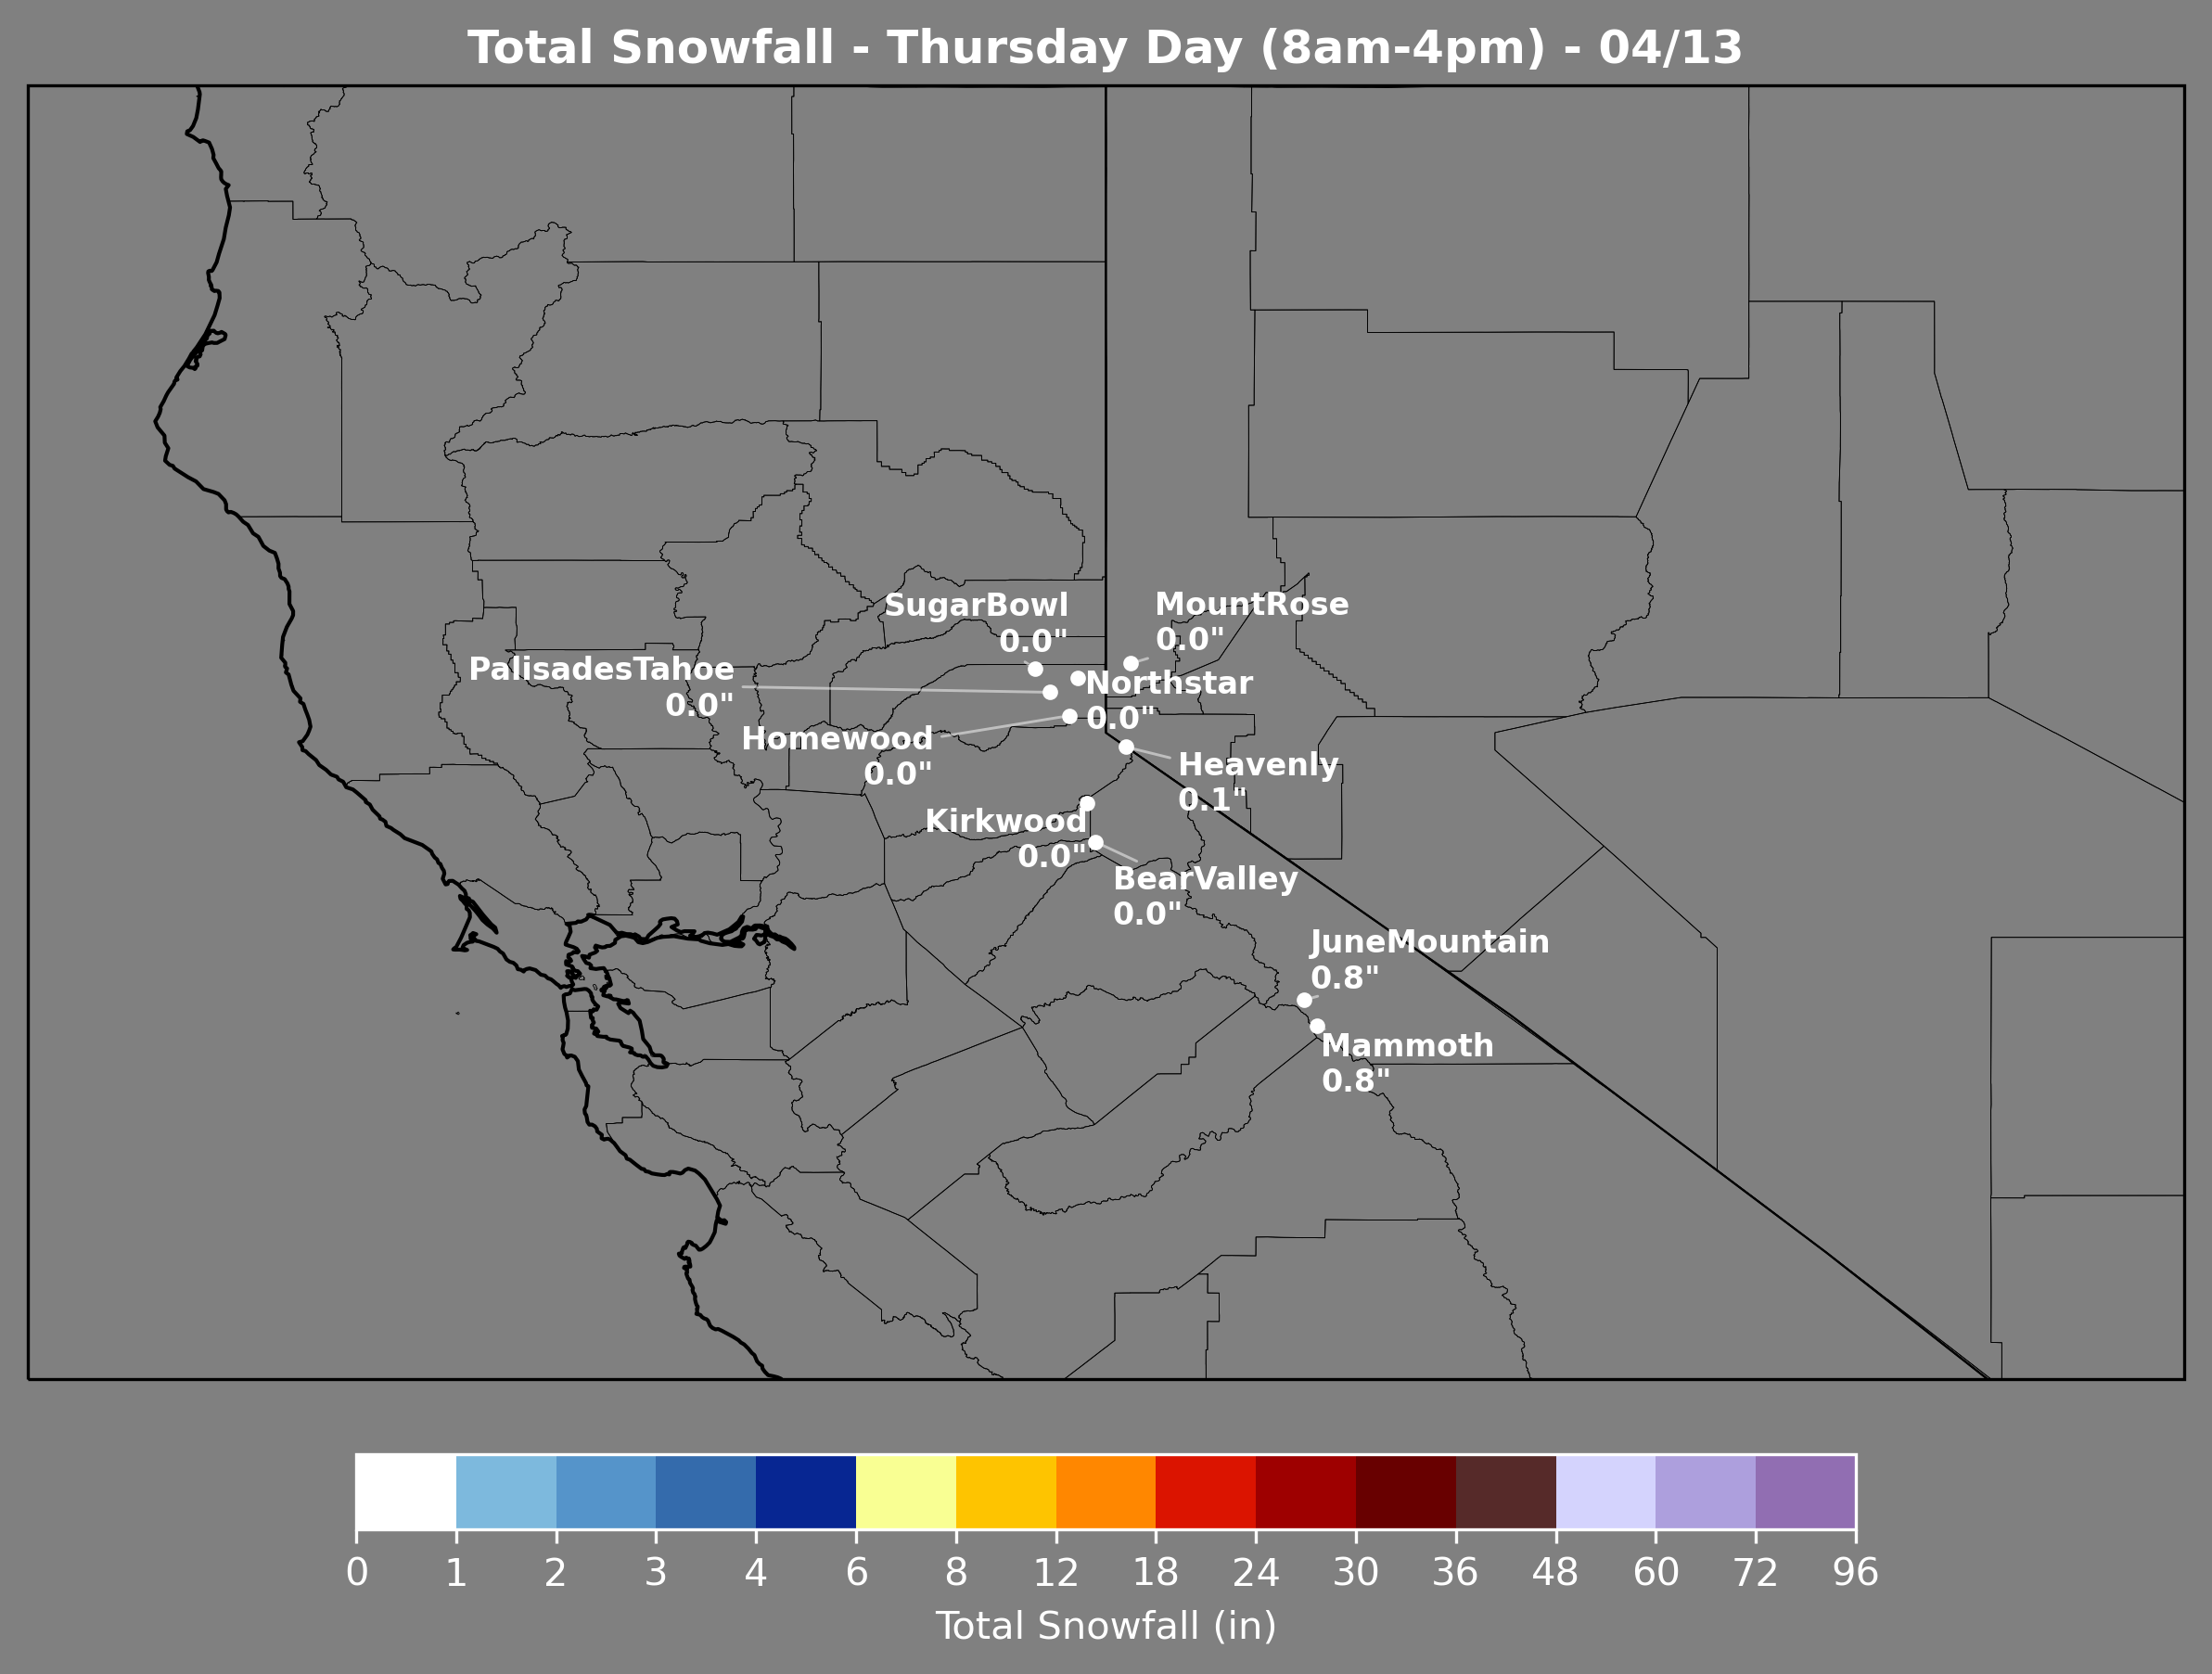 Total Snowfall - Thursday Day (8am-4pm) - 04/13
SugarBowl
0.0"
MountRose
0.0"
PalisadesTahoe
0.0"
Northstar
0.0"
Homewood
0.0"
Heavenly
0.1"
Kirkwood
0.0"
BearValley
0.0"
JuneMountain
0.8"
Mammoth
0.8"
0 1 2 3 4 6 8 12 18 24 30 36 48 60 72 96
Total Snowfall (in)